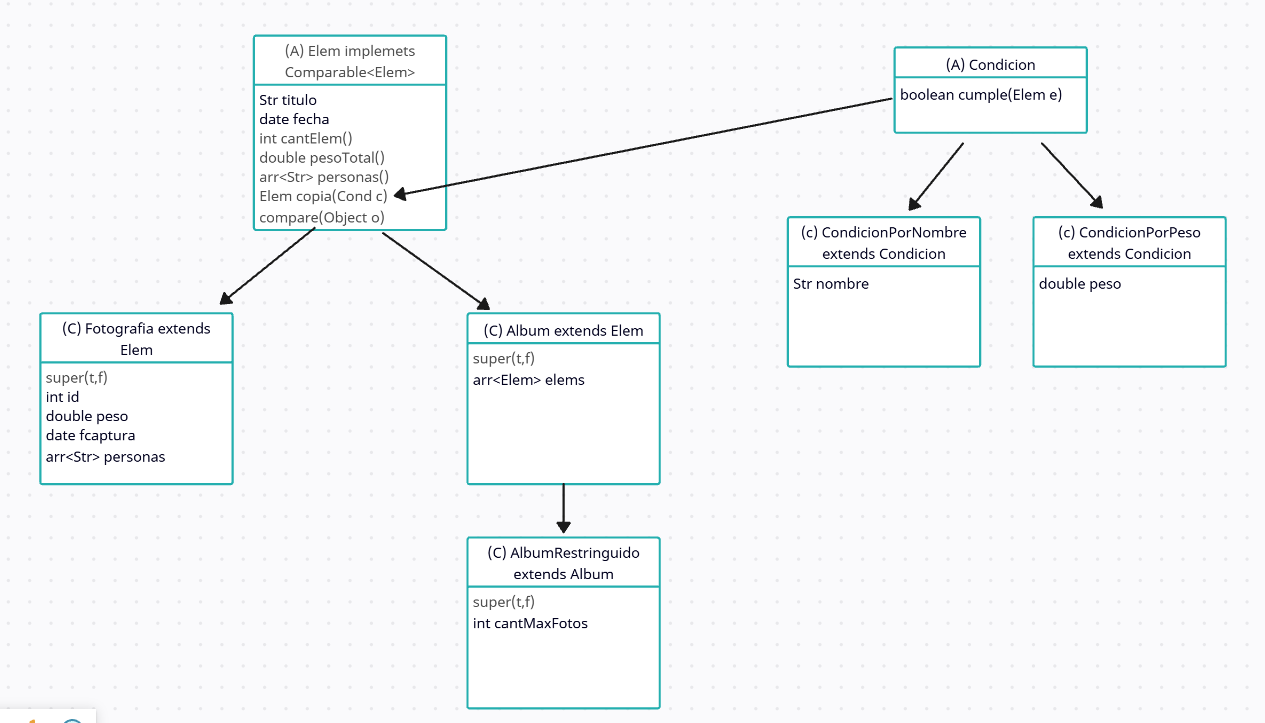 (A) Elem implemets
Comparable<Elem>
Str titulo
date fecha
int cantElem()
double pesoTotal()
arr<Str> personas()
Elem copia(Cond c)
compare(Object o)
(A) Condicion
boolean cumple(Elem e)
(c) CondicionPorNombre
extends Condicion
Str nombre
(c) CondicionPorPeso
extends Condicion
double peso
(C) Fotografia extends
Elem
super(t,f)
int id
double peso
date fcaptura
arr<Str> personas
(C) Album extends Elem
super(t,f)
arr<Elem> elems
(C) AlbumRestringuido
extends Album
super(t,f)
int cantMaxFotos